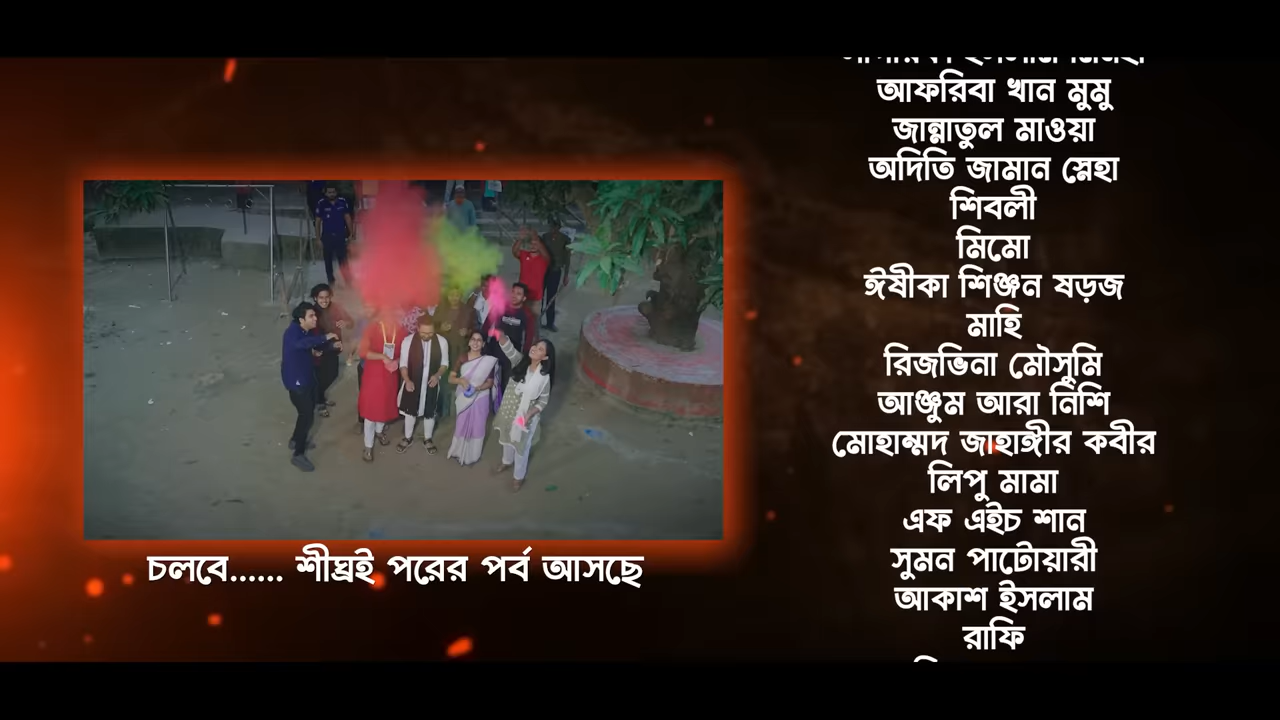 চলবে...... শীঘ্রই পরের পর্ব আসছে
আফরিবা খান মুমু
জান্নাতুল মাওয়া
অদিতি জামান স্নেহা
শিবলী
মিমো
ঈষীকা শিঞ্জন ষড়জ
মাহি
রিজভিনা মৌসুমি
আঞ্জুম আরা নিশি
মোহাম্মদ জাহাঙ্গীর কবীর
লিপু মামা
এফ এইচ শান
সুমন পাটোয়ারী
আকাশ ইসলাম
রাফি